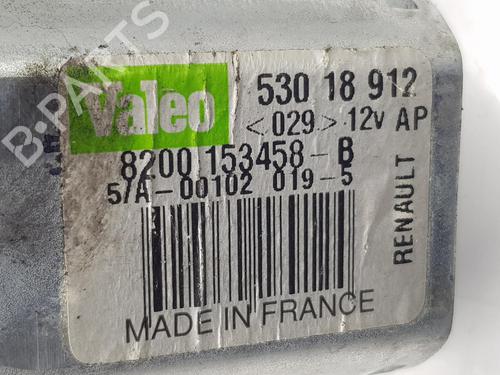 B-PARTS
Valeo
530 18 912
<029> 12v AP
8200 153458-B
5/A-00102 019-5
RENAULT
MADE IN FRANCE